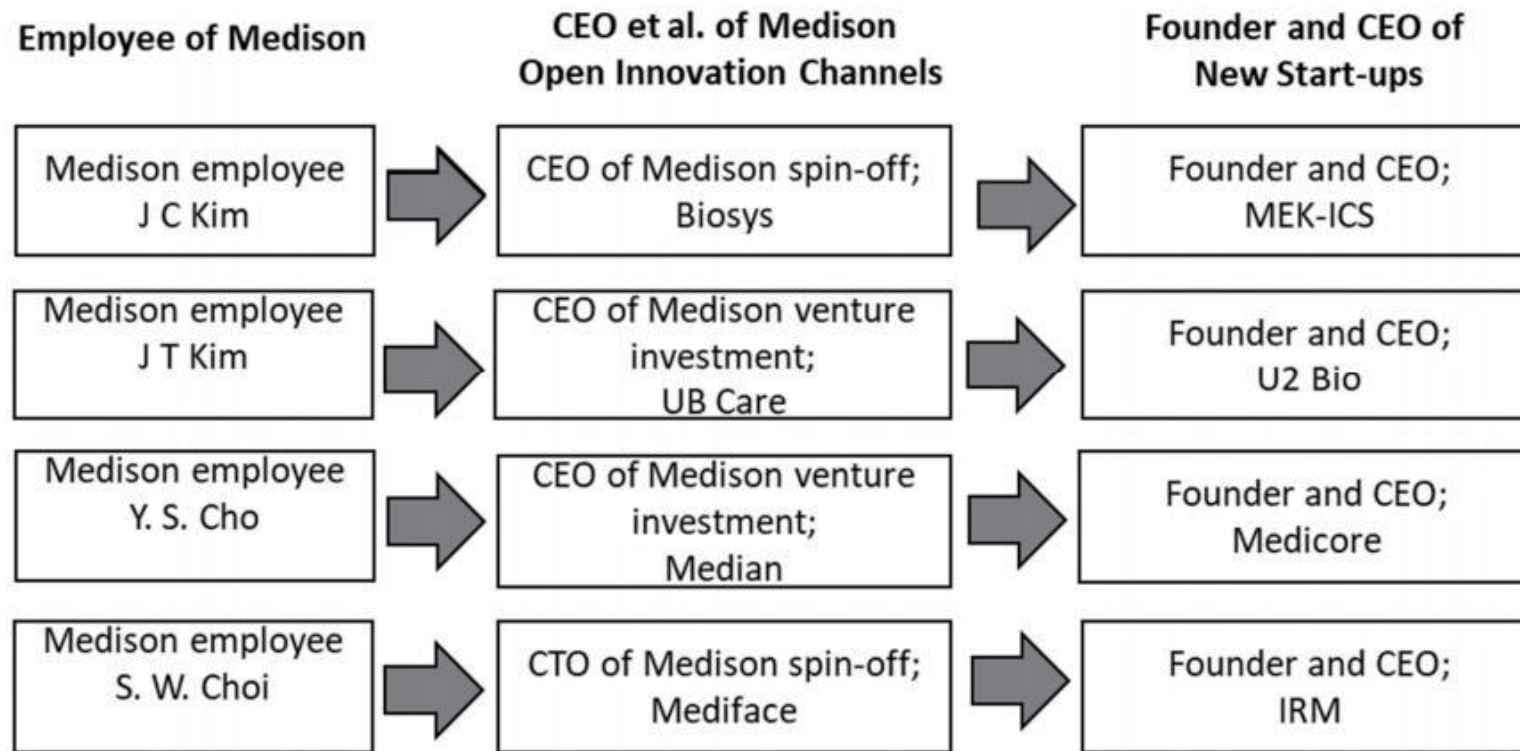 Employee of Medison
CEO et al. of Medison
Open Innovation Channels
Founder and CEO of
New Start-ups
Medison employee
J C Kim
CEO of Medison spin-off;
Biosys
Founder and CEO;
MEK-ICS
Medison employee
J T Kim
CEO of Medison venture
investment;
UB Care
Founder and CEO;
U2 Bio
Medison employee
Y. S. Cho
CEO of Medison venture
investment;
Median
Founder and CEO;
Medicore
Medison employee
S. W. Choi
CTO of Medison spin-off;
Mediface
Founder and CEO;
IRM